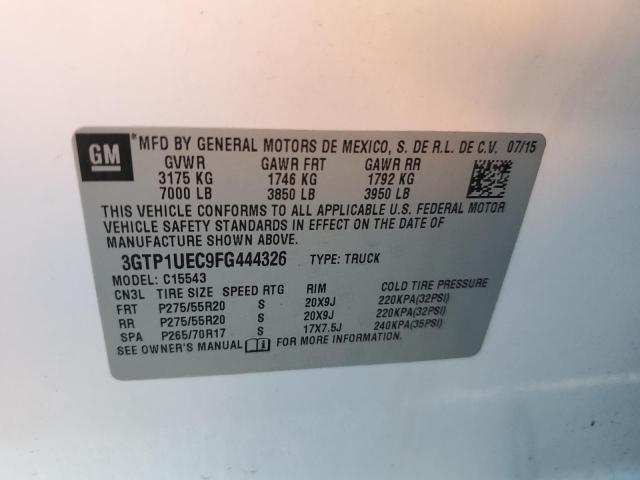 GM
MFD BY GENERAL MOTORS DE MEXICO, S. DE R.L. DE C.V. 07/15
GVWR GAWR FRT GAWR RR
3175 KG 1746 KG 1792 KG
7000 LB 3850 LB 3950 LB
THIS VEHICLE CONFORMS TO ALL APPLICABLE U.S. FEDERAL MOTOR
VEHICLE SAFETY STANDARDS IN EFFECT ON THE DATE OF
MANUFACTURE SHOWN ABOVE.
3GTP1UEC9FG444326 TYPE: TRUCK
MODEL: C15543
CN3L TIRE SIZE SPEED RTG RIM COLD TIRE PRESSURE
FRT P275/55R20 S 20X9J 220KPA(32PSI)
RR P275/55R20 S 20X9J 220KPA(32PSI)
SPA P265/70R17 S 17X7.5J 240KPA(35PSI)
SEE OWNER'S MANUAL FOR MORE INFORMATION.